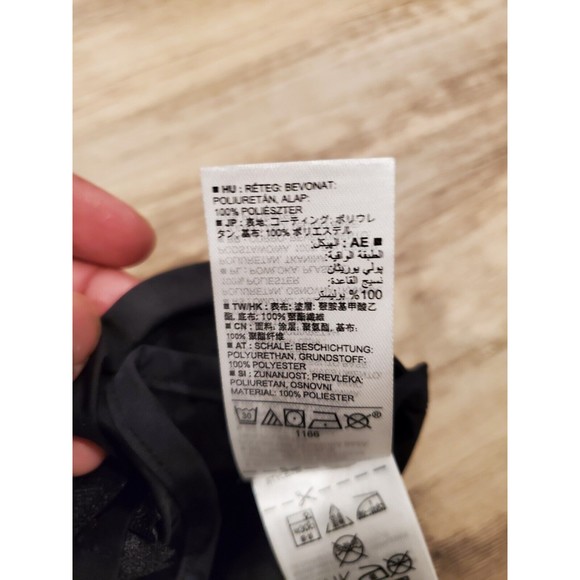 ■ HU : RÉTEG: BEVONAT:
POLIURETÁN, ALAP:
100% POLIÉSZTER
■ JP : 表地: コーティング: ポリウレ
タン, 基布: 100% ポリエステル
■ AE : الهيكل:
الطبقة الواقية:
بولي يوريثان,
نسيج القاعدة:
100% بوليستر
■ TW/HK : 表布: 塗層: 聚胺基甲酸乙
酯, 底布: 100% 聚酯纖維
■ CN : 面料: 涂层: 聚氨酯, 基布:
100% 聚酯纤维
■ AT : SCHALE: BESCHICHTUNG:
POLYURETHAN, GRUNDSTOFF:
100% POLYESTER
■ SI : ZUNANJOST: PREVLEKA:
POLIURETAN, OSNOVNI
MATERIAL: 100% POLIESTER
30 ®
1166